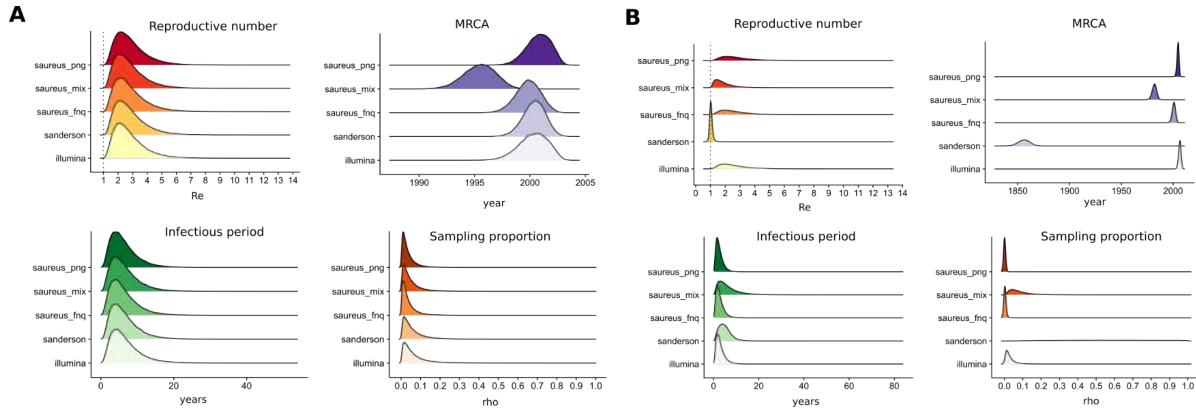 A
Reproductive number
saureus_png
saureus_mix
saureus_fnq
sanderson
illumina
1 2 3 4 5 6 7 8 9 10 11 12 13 14
Re
MRCA
saureus_png
saureus_mix
saureus_fnq
sanderson
illumina
1990 1995 2000 2005
year
Infectious period
saureus_png
saureus_mix
saureus_fnq
sanderson
illumina
0 20 40
years
Sampling proportion
saureus_png
saureus_mix
saureus_fnq
sanderson
illumina
0.0 0.1 0.2 0.3 0.4 0.5 0.6 0.7 0.8 0.9 1.0
rho
B
Reproductive number
saureus_png
saureus_mix
saureus_fnq
sanderson
illumina
0 1 2 3 4 5 6 7 8 9 10 11 12 13 14
Re
MRCA
saureus_png
saureus_mix
saureus_fnq
sanderson
illumina
1850 1900 1950 2000
year
Infectious period
saureus_png
saureus_mix
saureus_fnq
sanderson
illumina
0 20 40 60 80
years
Sampling proportion
saureus_png
saureus_mix
saureus_fnq
sanderson
illumina
0.0 0.1 0.2 0.3 0.4 0.5 0.6 0.7 0.8 0.9 1.0
rho